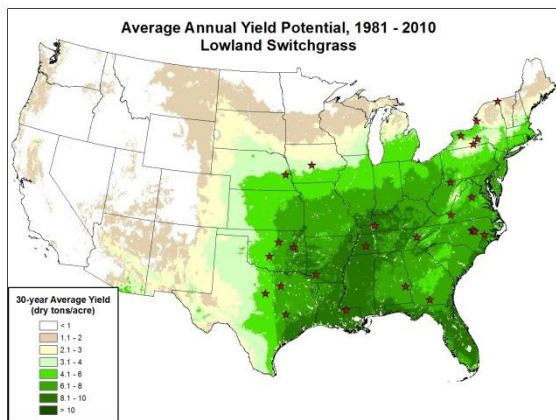 Average Annual Yield Potential, 1981 - 2010
Lowland Switchgrass
30-year Average Yield
(dry tons/acre)
< 1
1.1 - 2
2.1 - 3
3.1 - 4
4.1 - 6
6.1 - 8
8.1 - 10
> 10